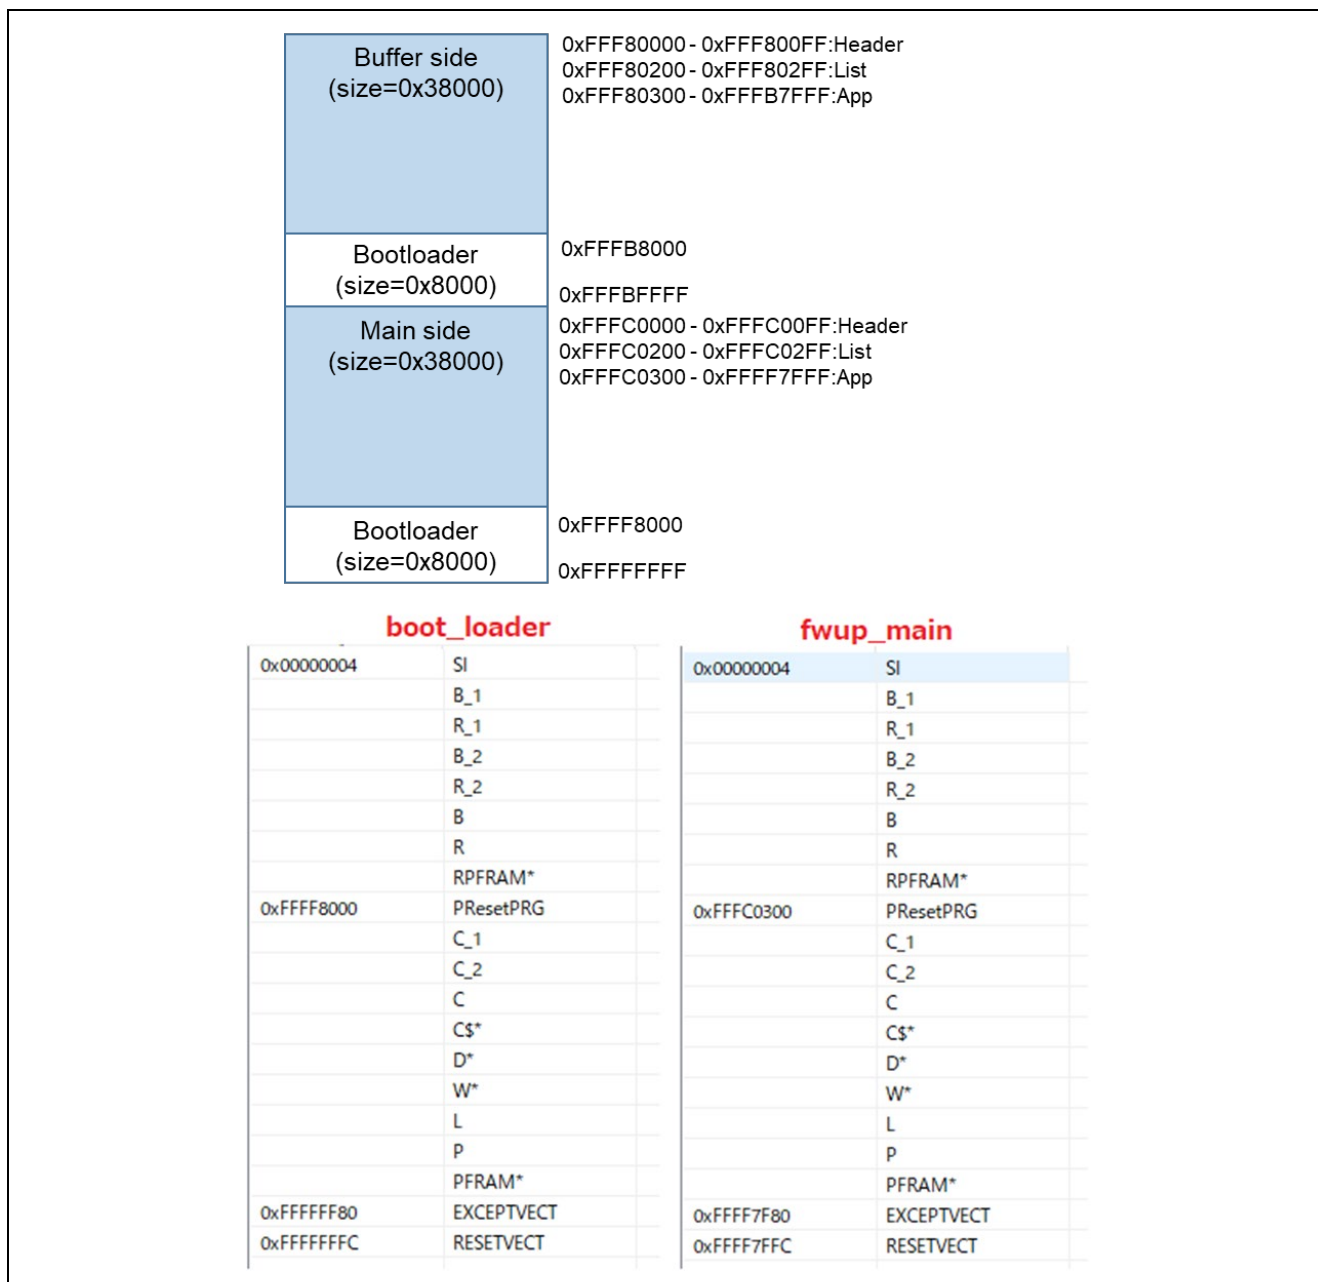 Buffer side
(size=0x38000)
0xFFF80000 - 0xFFF800FF:Header
0xFFF80200 - 0xFFF802FF:List
0xFFF80300 - 0xFFFB7FFF:App
Bootloader
(size=0x8000)
0xFFFB8000
0xFFFBFFFF
Main side
(size=0x38000)
0xFFFC0000 - 0xFFFC00FF:Header
0xFFFC0200 - 0xFFFC02FF:List
0xFFFC0300 - 0xFFFF7FFF:App
Bootloader
(size=0x8000)
0xFFFF8000
0xFFFFFFFF
boot_loader
0x00000004 SI
B_1
R_1
B_2
R_2
B
R
RPFRAM*
0xFFFF8000 PResetPRG
C_1
C_2
C
C$*
D*
W*
L
P
PFRAM*
0xFFFFFF80 EXCEPTVECT
0xFFFFFFFC RESETVECT
fwup_main
0x00000004 SI
B_1
R_1
B_2
R_2
B
R
RPFRAM*
0xFFFC0300 PResetPRG
C_1
C_2
C
C$*
D*
W*
L
P
PFRAM*
0xFFFF7F80 EXCEPTVECT
0xFFFF7FFC RESETVECT